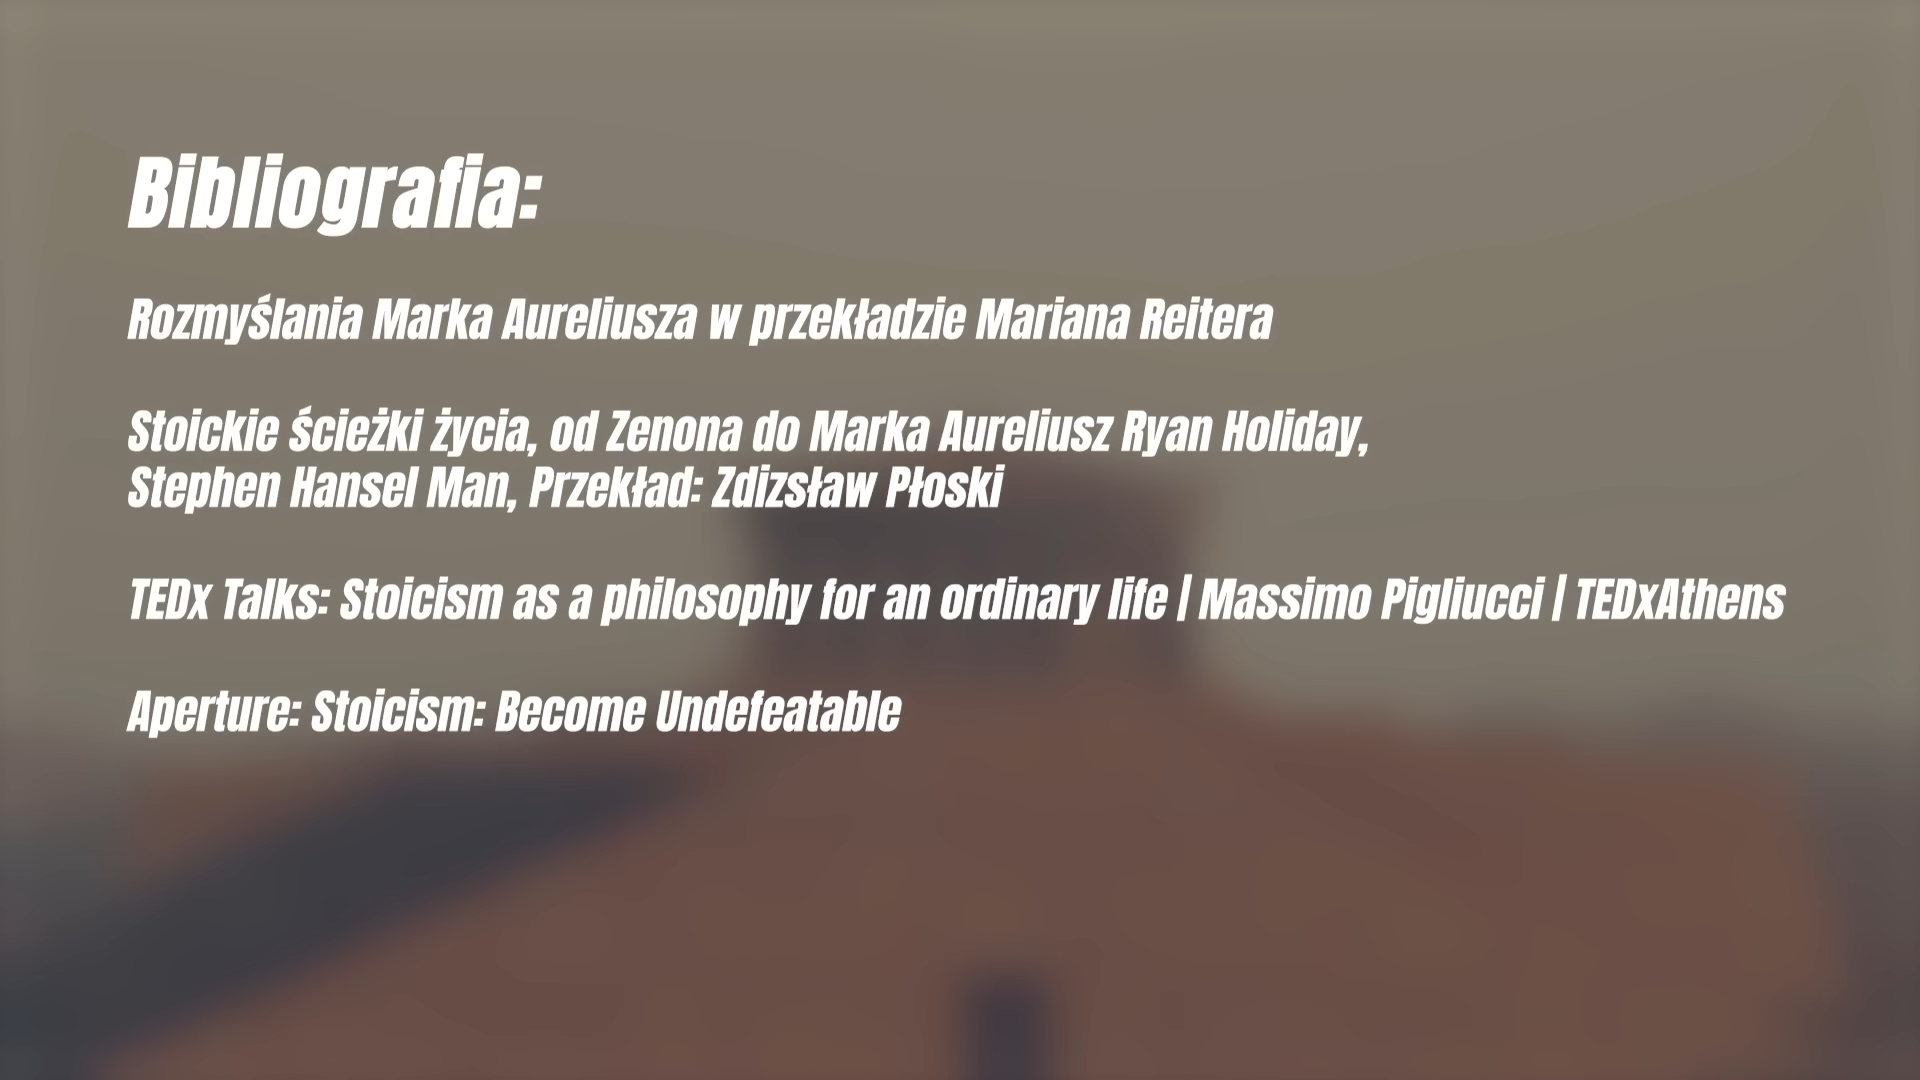 Bibliografia:
Rozmyślania Marka Aureliusza w przekładzie Mariana Reitera
Stoickie ścieżki życia, od Zenona do Marka Aureliusz Ryan Holiday,
Stephen Hansel Man, Przekład: Zdizsław Płoski
TEDx Talks: Stoicism as a philosophy for an ordinary life | Massimo Pigliucci | TEDxAthens
Aperture: Stoicism: Become Undefeatable